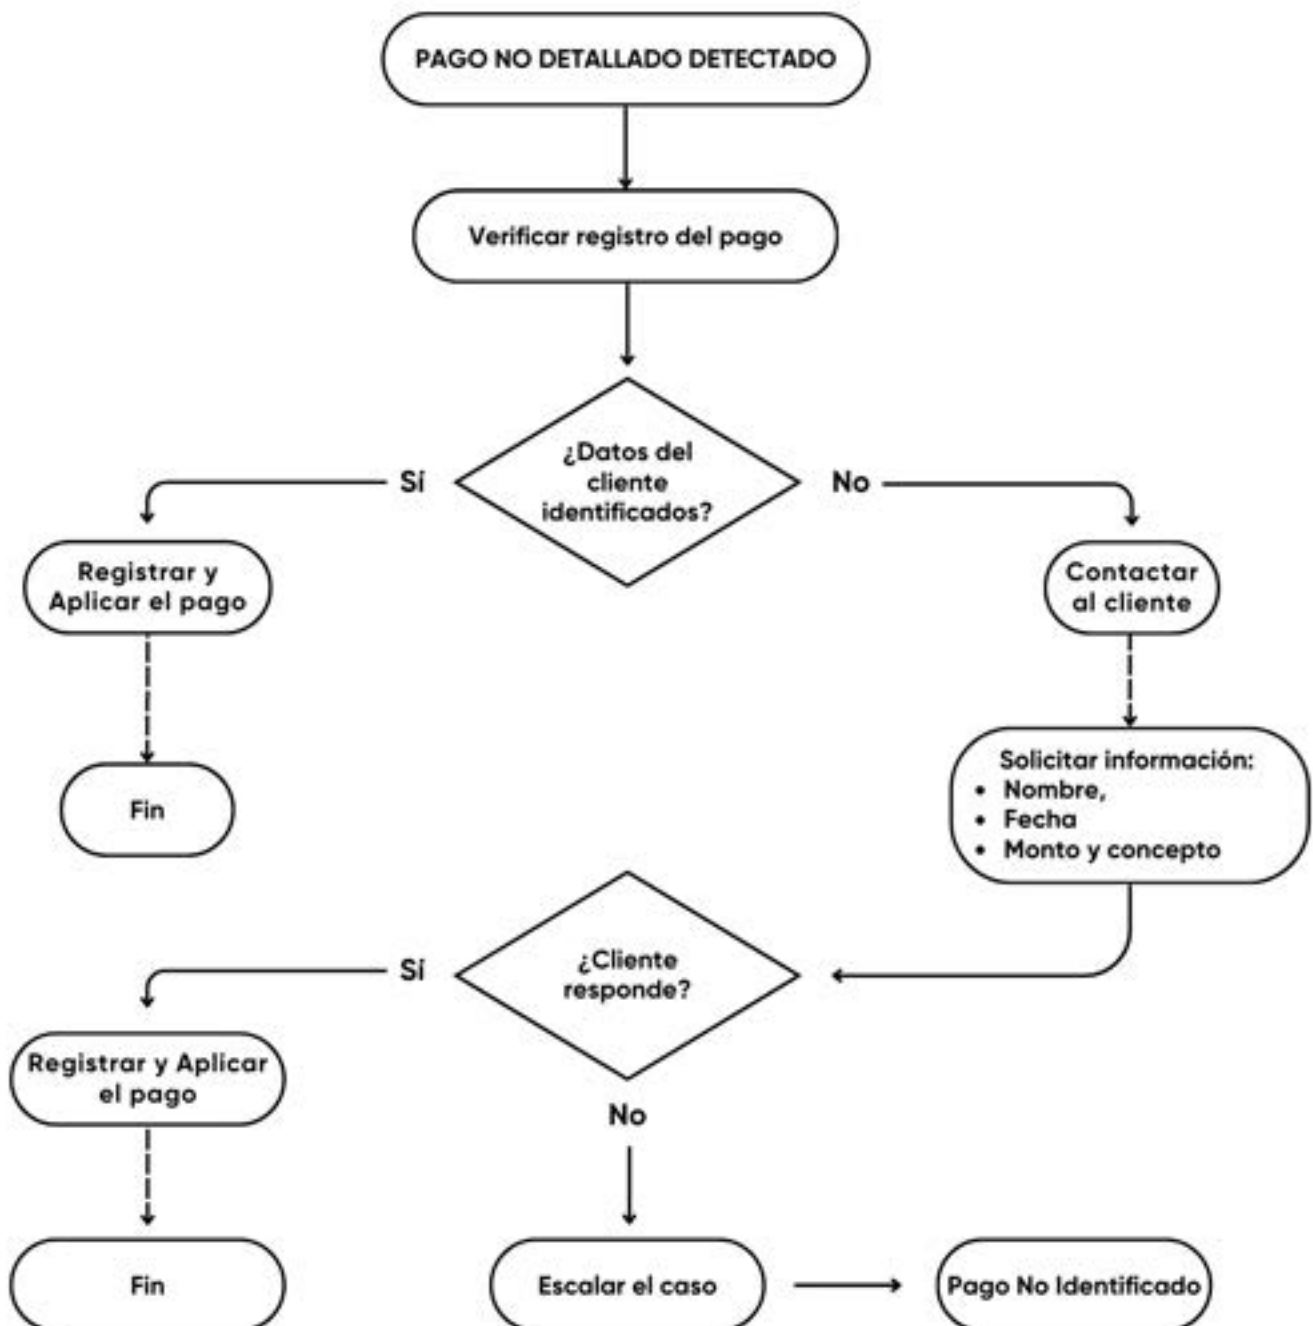 PAGO NO DETALLADO DETECTADO
Verificar registro del pago
¿Datos del
cliente
identificados?
Sí
No
Registrar y
Aplicar el pago
Contactar
al cliente
Fin
Solicitar información:
• Nombre,
• Fecha
• Monto y concepto
¿Cliente
responde?
Sí
Registrar y Aplicar
el pago
No
Fin
Escalar el caso
Pago No Identificado